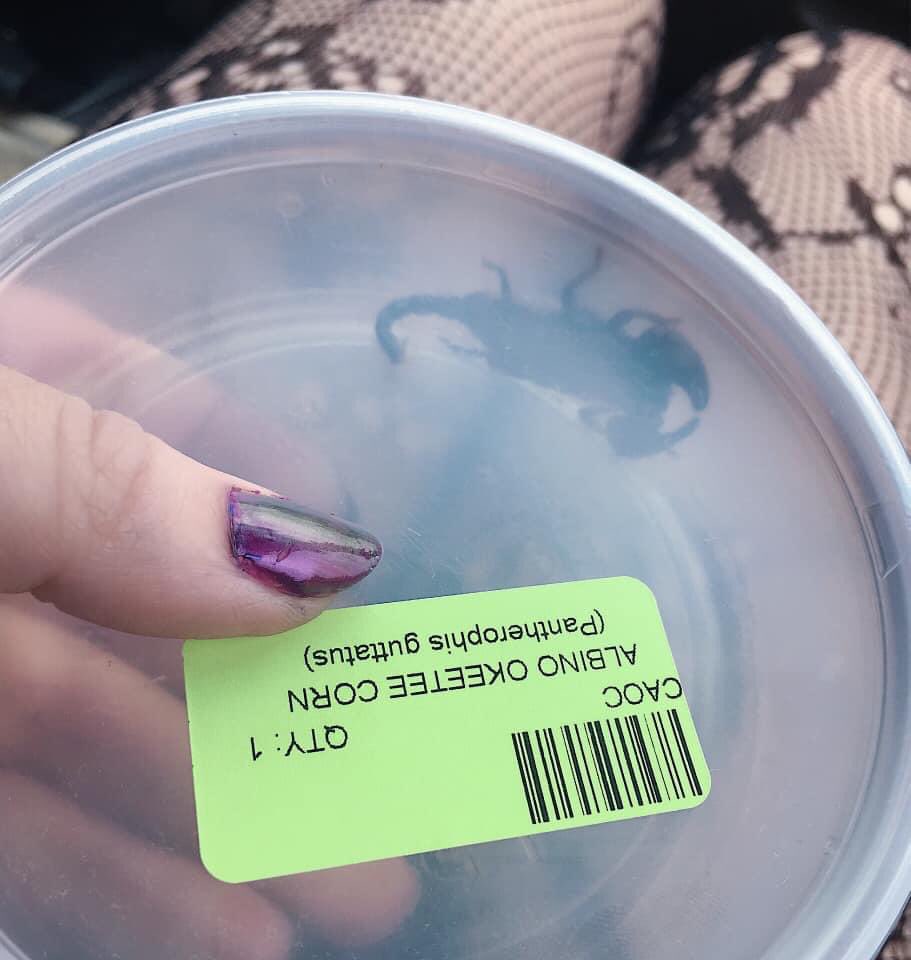 CAOC
ALBINO OKEETEE CORN
(Pantherophis guttatus)
QTY: 1